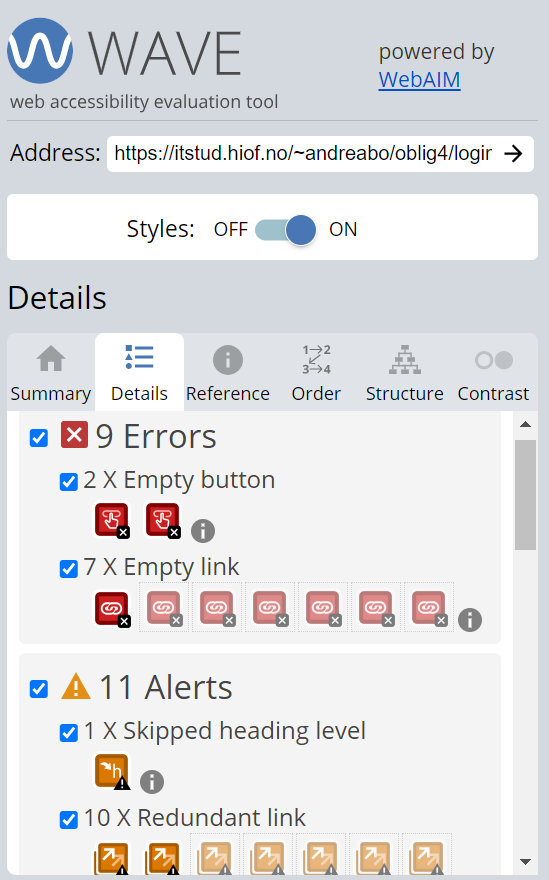 WAVE
powered by
WebAIM
web accessibility evaluation tool
Address: https://itstud.hiof.no/~andreabo/oblig4/login
Styles: OFF ON
Details
1 2
3 4
Summary Details Reference Order Structure Contrast
9 Errors
2 X Empty button
7 X Empty link
11 Alerts
1 X Skipped heading level
h
10 X Redundant link